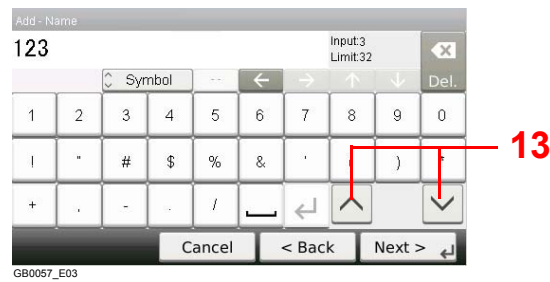 Add - Name
123
Input:3
Limit:32
Symbol -- ← → ↑ ↓ Del.
1 2 3 4 5 6 7 8 9 0
! " # $ % & ' )
13
+ , - . /
Cancel < Back Next >
GB0057_E03